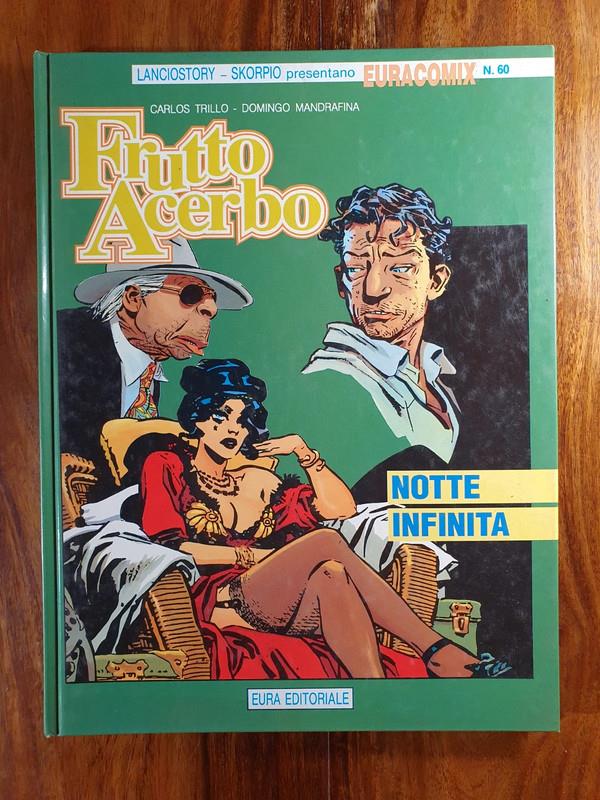 LANCIOSTORY - SKORPIO presentano EURACOMIX N. 60
CARLOS TRILLO - DOMINGO MANDRAFINA
Frutto
Acerbo
NOTTE
INFINITA
EURA EDITORIALE